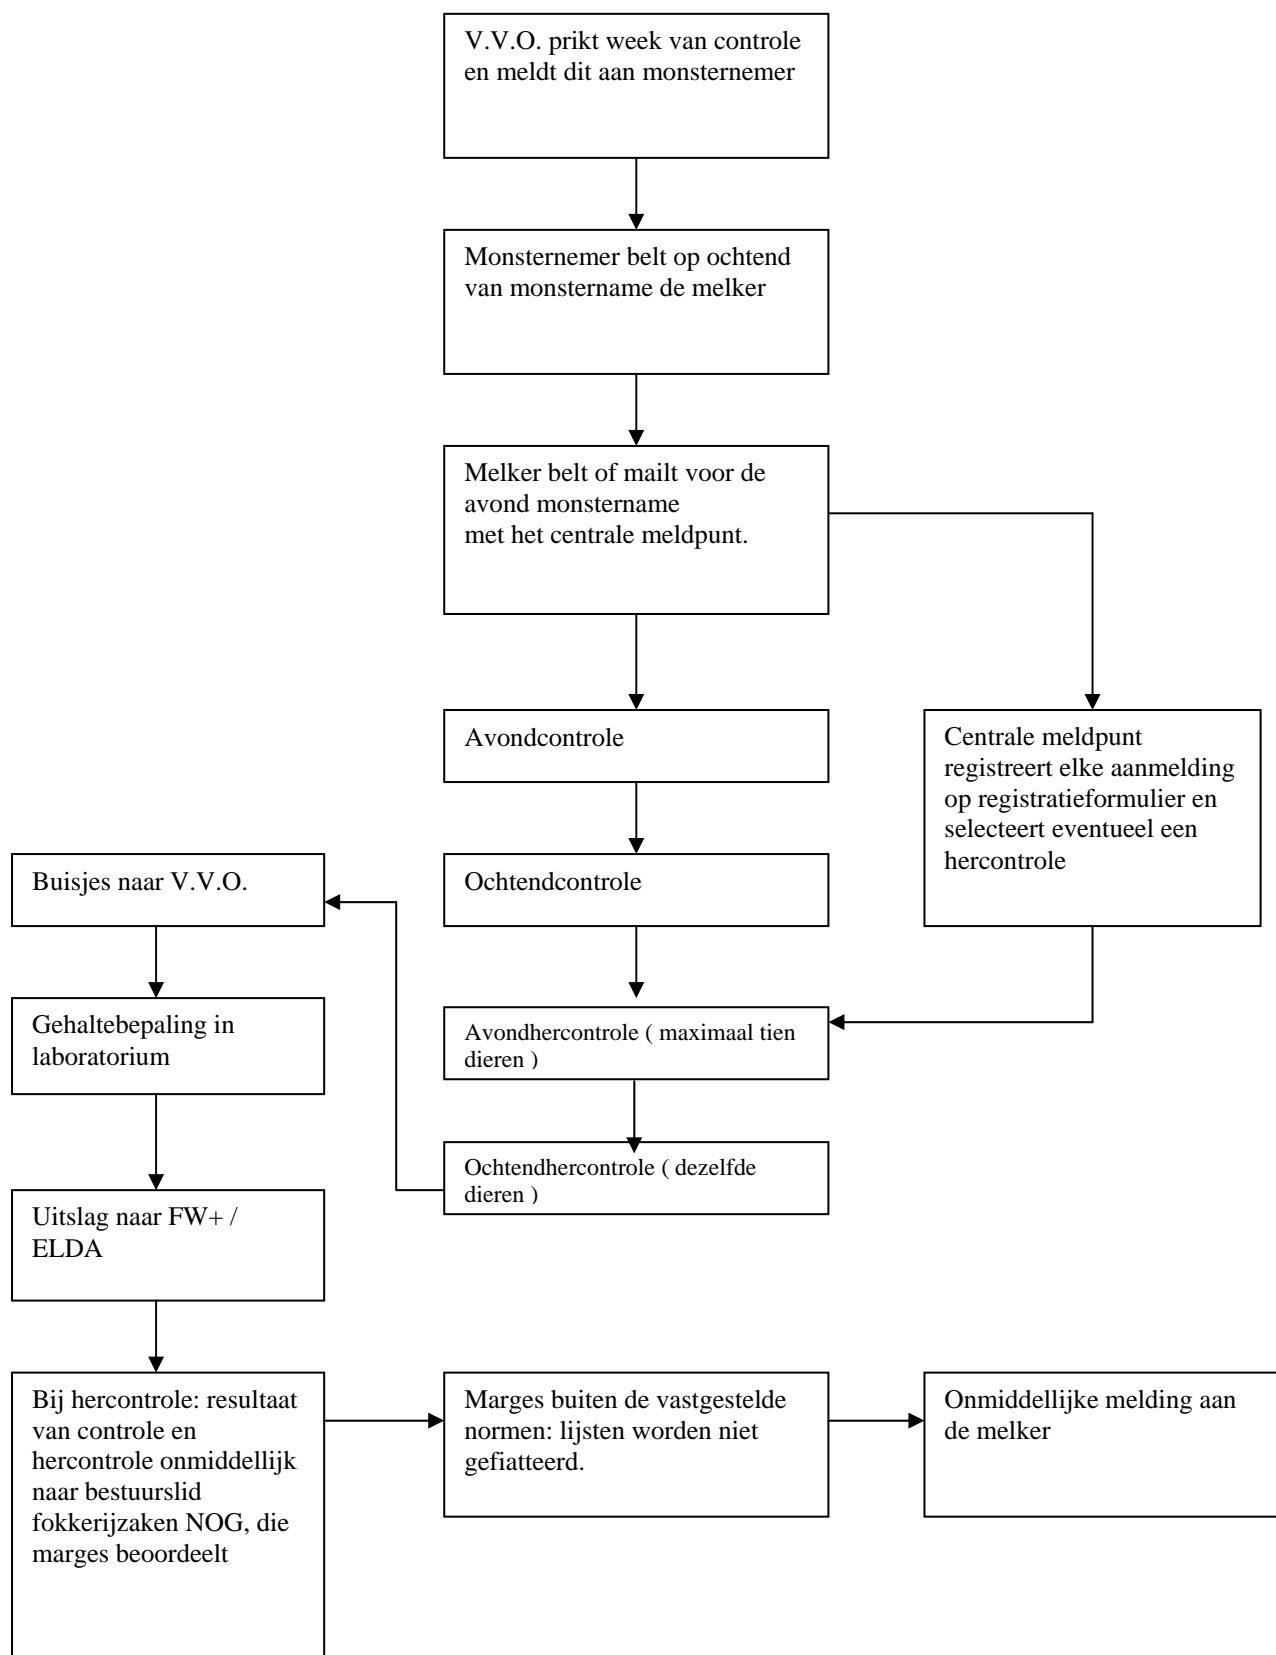 V.V.O. prikt week van controle
en meldt dit aan monsternemer
Monsternemer belt op ochtend
van monstername de melker
Melker belt of mailt voor de
avond monstername
met het centrale meldpunt.
Avondcontrole
Centrale meldpunt
registreert elke aanmelding
op registratieformulier en
selecteert eventueel een
hercontrole
Ochtendcontrole
Avondhercontrole ( maximaal tien
dieren )
Ochtendhercontrole ( dezelfde
dieren )
Buisjes naar V.V.O.
Gehaltebepaling in
laboratorium
Uitslag naar FW+ /
ELDA
Bij hercontrole: resultaat
van controle en
hercontrole onmiddellijk
naar bestuurslid
fokkerijzaken NOG, die
marges beoordeelt
Marges buiten de vastgestelde
normen: lijsten worden niet
gefiatteerd.
Onmiddellijke melding aan
de melker